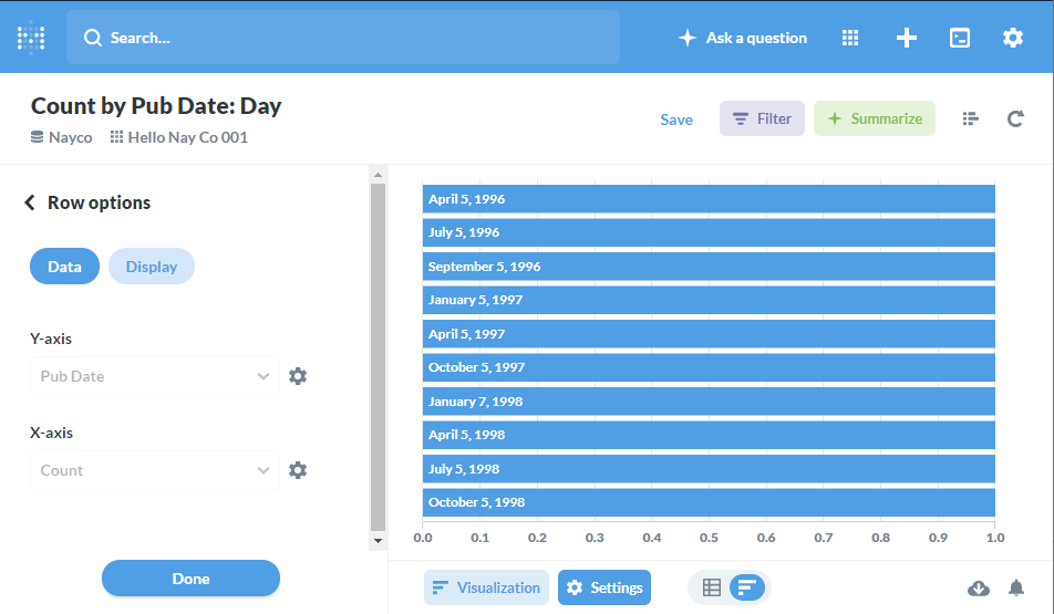 Search...
Ask a question
Count by Pub Date: Day
Nayco
Hello Nay Co 001
Save
Filter
Summarize
Row options
Data
Display
Y-axis
Pub Date
X-axis
Count
Done
April 5, 1996
July 5, 1996
September 5, 1996
January 5, 1997
April 5, 1997
October 5, 1997
January 7, 1998
April 5, 1998
July 5, 1998
October 5, 1998
0.0 0.1 0.2 0.3 0.4 0.5 0.6 0.7 0.8 0.9 1.0
Visualization
Settings